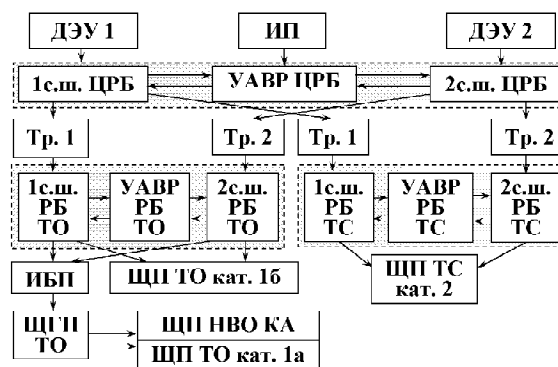 ДЭУ 1 ИП ДЭУ 2
1с.ш. ЦРБ УАВР ЦРБ 2с.ш. ЦРБ
Тр. 1 Тр. 2 Тр. 1 Тр. 2
1с.ш. УАВР 2с.ш. 1с.ш. УАВР 2с.ш.
РБ РБ РБ РБ РБ РБ
ТО ТО ТО ТС ТС ТС
ИБП ЩП ТО кат. 1б ЩП ТС
кат. 2
ЩГП ЩП НВО КА
ТО ЩП ТО кат. 1а